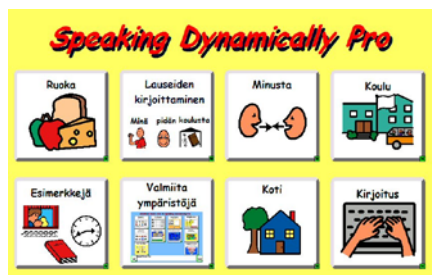 Speaking Dynamically Pro
Ruoka
Lauseiden
kirjoittaminen
Minä pidän koulusta
Minusta
Koulu
Esimerkkejä
Valmiita
ympäristöjä
Koti
Kirjoitus